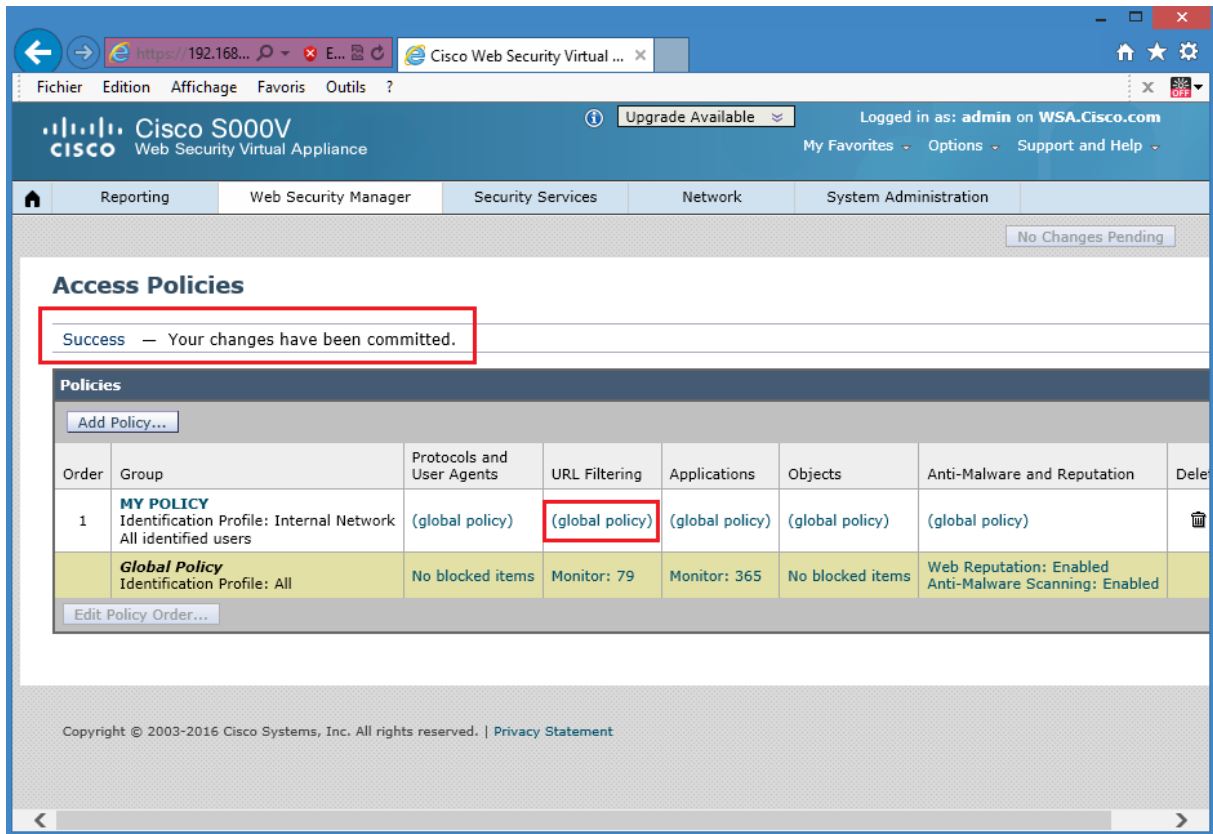 https://192.168... E...
Cisco Web Security Virtual ...
Fichier Edition Affichage Favoris Outils ?
OFF
CISCO
Cisco S000V
Web Security Virtual Appliance
Upgrade Available
Logged in as: admin on WSA.Cisco.com
My Favorites Options Support and Help
Reporting Web Security Manager Security Services Network System Administration
No Changes Pending
Access Policies
Success — Your changes have been committed.
Policies
Add Policy...
Order Group Protocols and User Agents URL Filtering Applications Objects Anti-Malware and Reputation Delet
1 MY POLICY
Identification Profile: Internal Network
All identified users
(global policy) (global policy) (global policy) (global policy) (global policy)
Global Policy
Identification Profile: All
No blocked items Monitor: 79 Monitor: 365 No blocked items Web Reputation: Enabled
Anti-Malware Scanning: Enabled
Edit Policy Order...
Copyright © 2003-2016 Cisco Systems, Inc. All rights reserved. | Privacy Statement